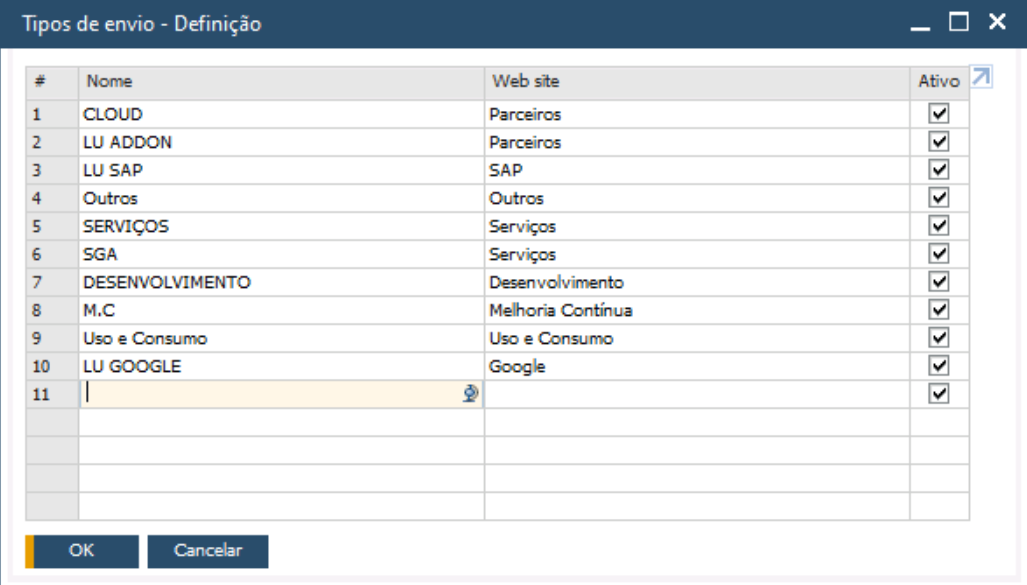 Tipos de envio - Definição
# Nome Web site Ativo
1 CLOUD Parceiros
2 LU ADDON Parceiros
3 LU SAP SAP
4 Outros Outros
5 SERVIÇOS Serviços
6 SGA Serviços
7 DESENVOLVIMENTO Desenvolvimento
8 M.C Melhoria Contínua
9 Uso e Consumo Uso e Consumo
10 LU GOOGLE Google
11
OK Cancelar